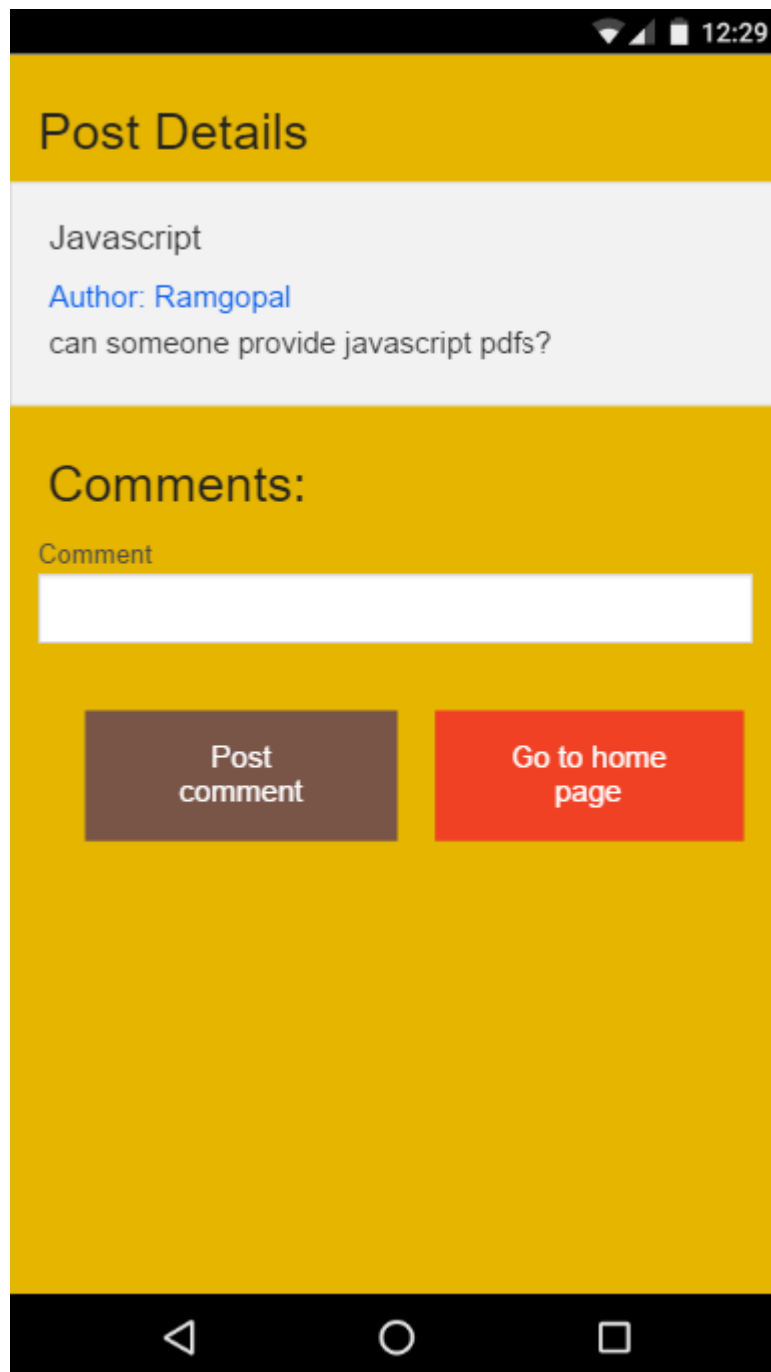 12:29
Post Details
Javascript
Author: Ramgopal
can someone provide javascript pdfs?
Comments:
Comment
Post
comment
Go to home
page